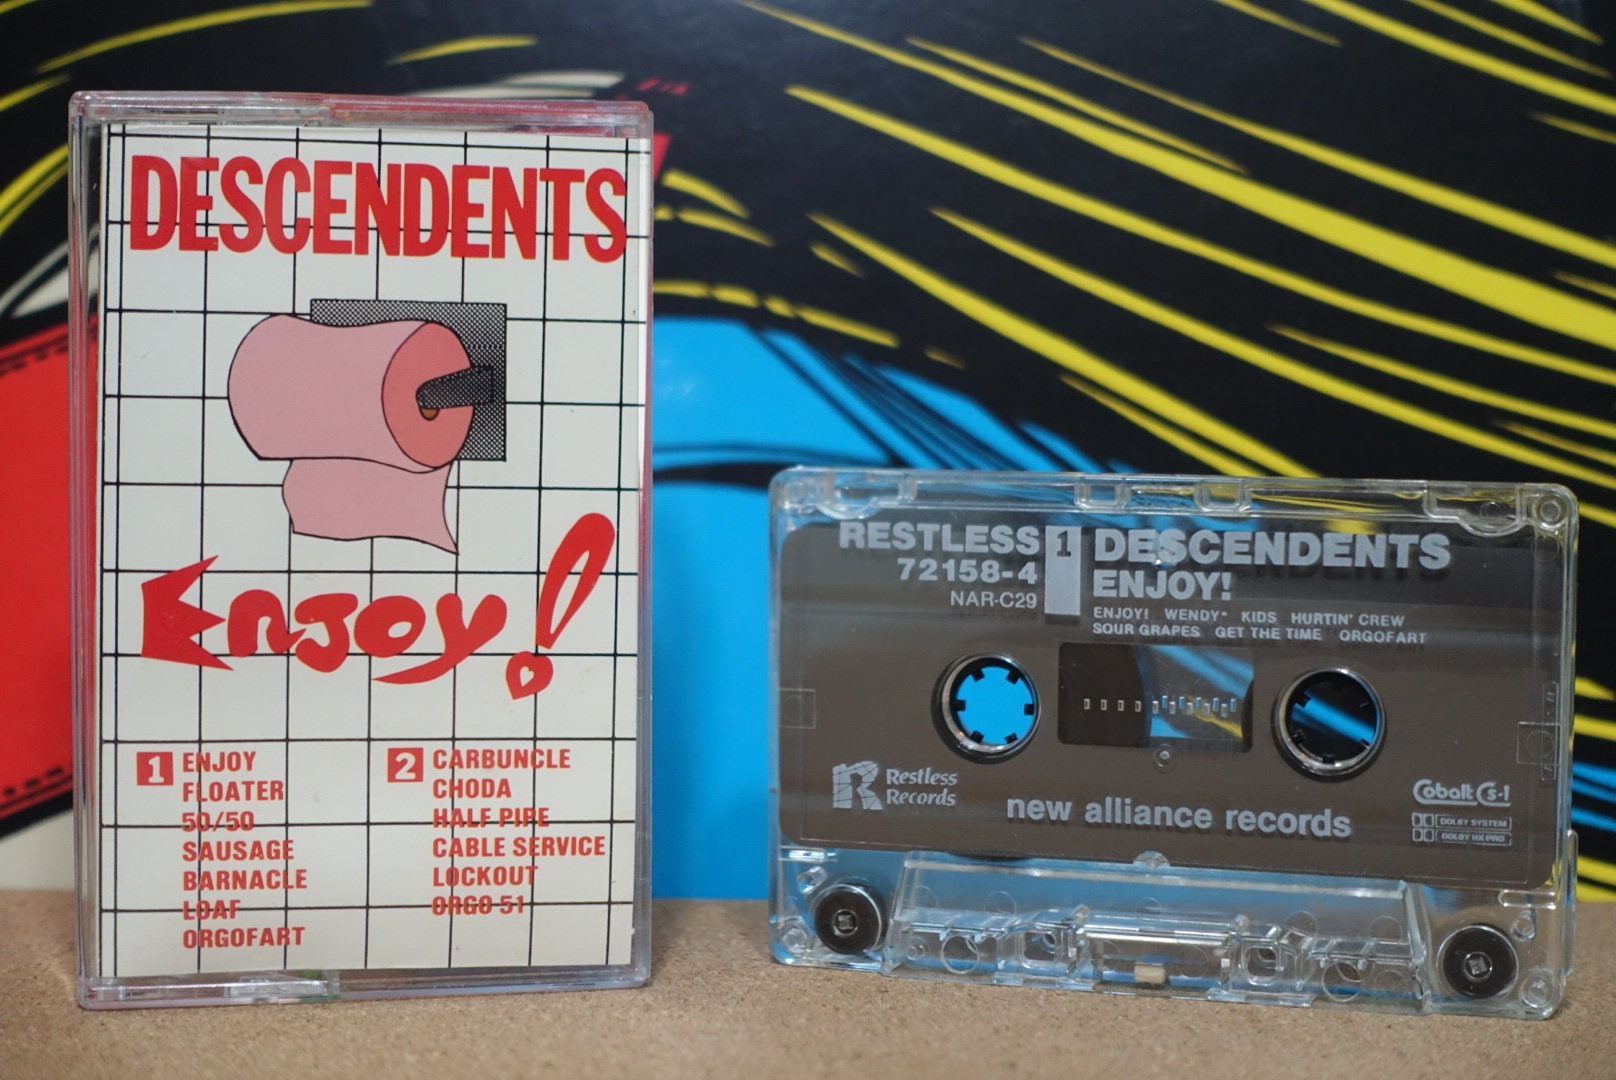 DESCENDENTS
Enjoy!
1 ENJOY
FLOATER
50/50
SAUSAGE
BARNACLE
LOAF
ORGOFART
2 CARBUNCLE
CHODA
HALF PIPE
CABLE SERVICE
LOCKOUT
ORGO 51
RESTLESS 1 DESCENDENTS
72158-4 ENJOY!
NAR-C29
ENJOY! WENDY* KIDS HURTIN' CREW
SOUR GRAPES GET THE TIME ORGOFART
R Restless
Records
new alliance records
Cobalt Cs-1
DOLBY SYSTEM
DOLBY HX PRO